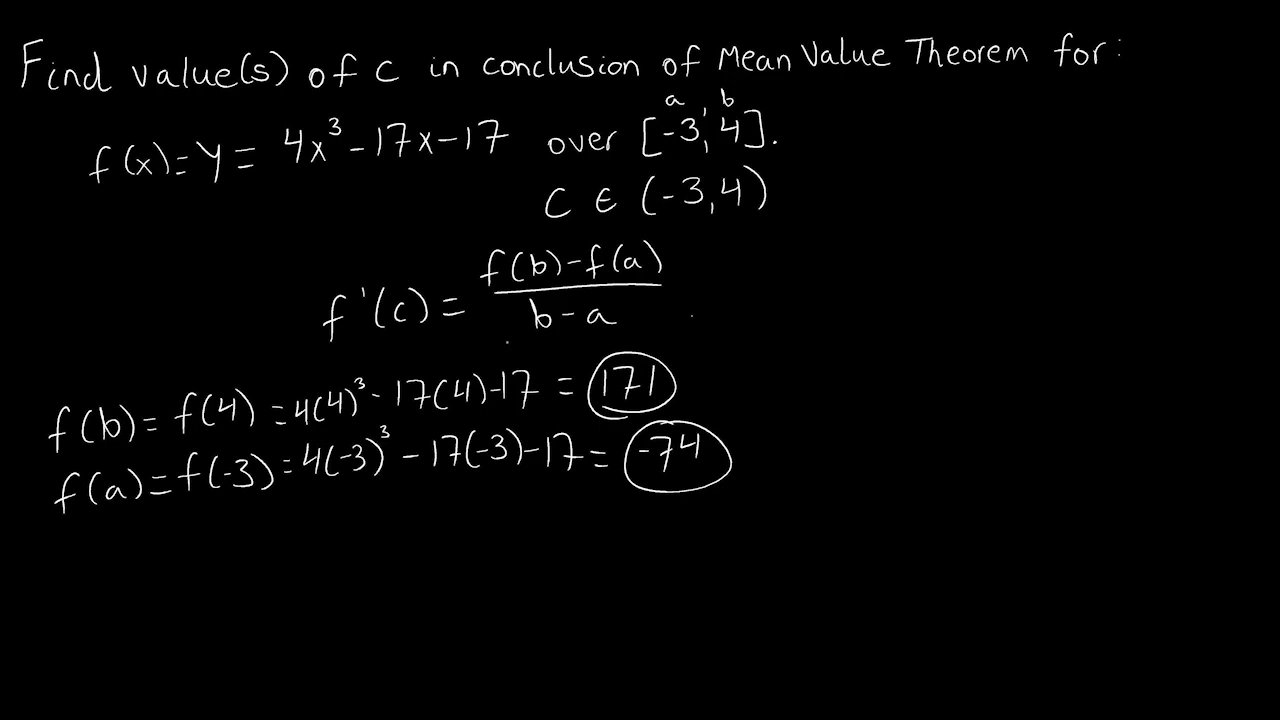 Find value(s) of c in conclusion of Mean Value Theorem for:
a b
f(x) = y = 4x³ - 17x - 17 over [-3, 4].
C ∈ (-3, 4)
f'(c) = f(b) - f(a) / b - a
f(b) = f(4) = 4(4)³ - 17(4) - 17 = 171
f(a) = f(-3) = 4(-3)³ - 17(-3) - 17 = -74